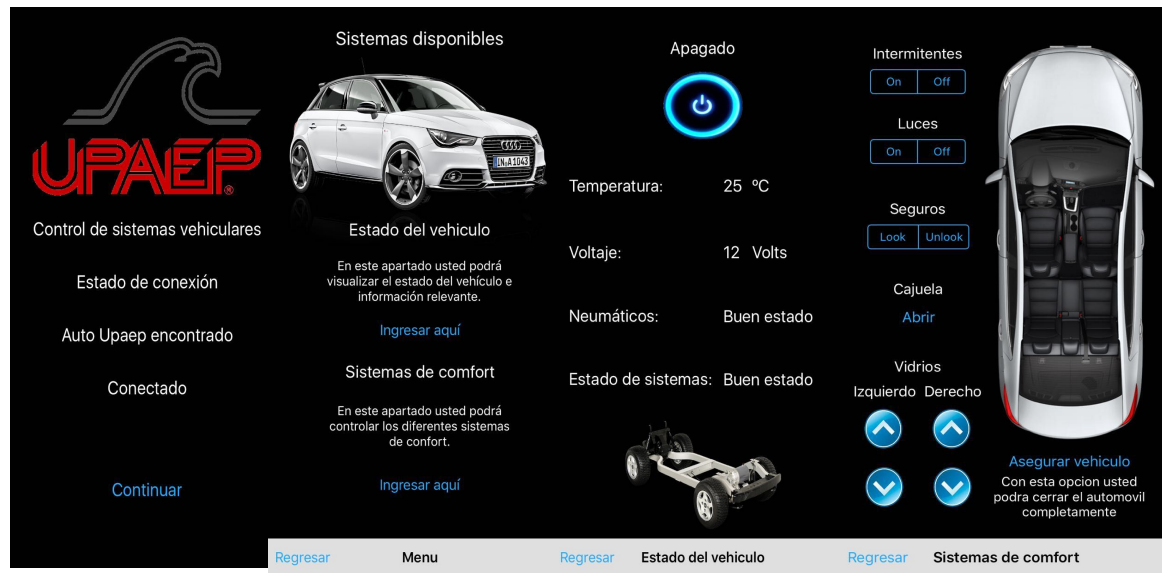 UPAEP®
Control de sistemas vehiculares
Estado de conexión
Auto Upaep encontrado
Conectado
Continuar
Sistemas disponibles
IN·A1043
Estado del vehiculo
En este apartado usted podrá
visualizar el estado del vehículo e
información relevante.
Ingresar aquí
Sistemas de comfort
En este apartado usted podrá
controlar los diferentes sistemas
de confort.
Ingresar aquí
Regresar Menu
Apagado
Temperatura: 25 ºC
Voltaje: 12 Volts
Neumáticos: Buen estado
Estado de sistemas: Buen estado
Regresar Estado del vehiculo
Intermitentes
On Off
Luces
On Off
Seguros
Look Unlook
Cajuela
Abrir
Vidrios
Izquierdo Derecho
Asegurar vehiculo
Con esta opcion usted
podra cerrar el automovil
completamente
Regresar Sistemas de comfort